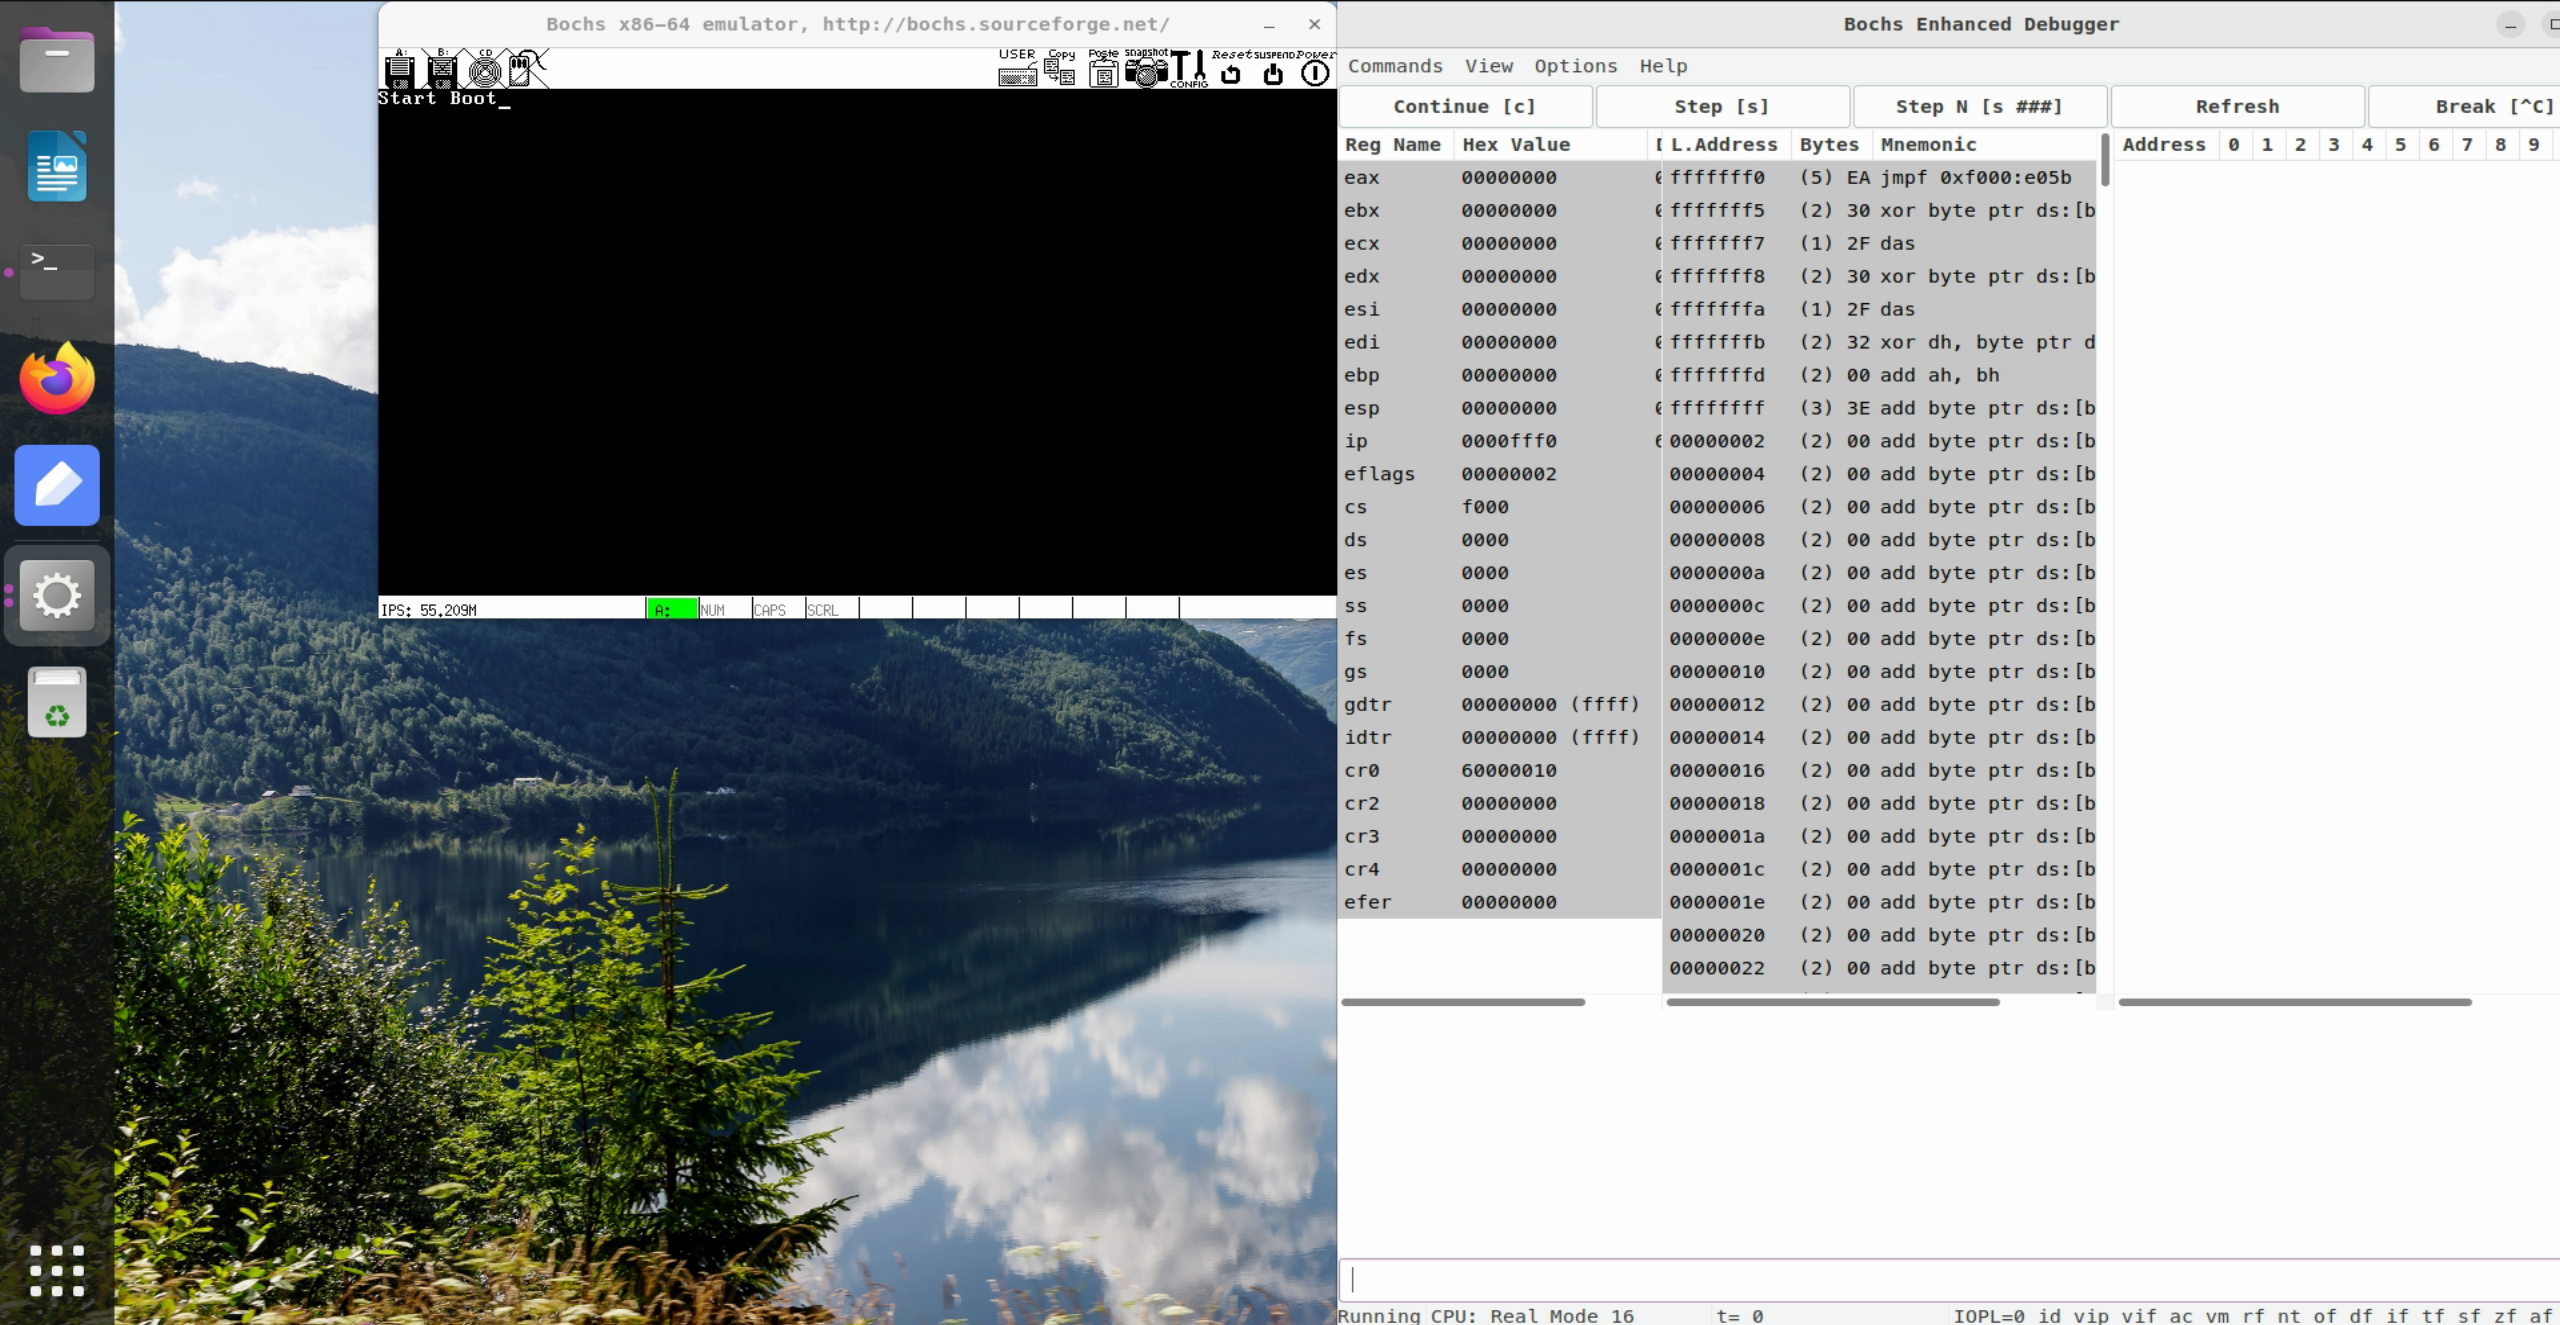 Bochs x86-64 emulator, http://bochs.sourceforge.net/
A: B: CD USER Copy Paste snapshot CONFIG Reset SUSPEND Power
Start Boot_
IPS: 55.209M A: NUM CAPS SCRL
Bochs Enhanced Debugger
Commands View Options Help
Continue [c] Step [s] Step N [s ###] Refresh Break [^C]
Reg Name Hex Value L.Address Bytes Mnemonic Address 0 1 2 3 4 5 6 7 8 9
eax 00000000 fffffff0 (5) EA jmpf 0xf000:e05b
ebx 00000000 fffffff5 (2) 30 xor byte ptr ds:[b
ecx 00000000 fffffff7 (1) 2F das
edx 00000000 fffffff8 (2) 30 xor byte ptr ds:[b
esi 00000000 fffffffa (1) 2F das
edi 00000000 fffffffb (2) 32 xor dh, byte ptr d
ebp 00000000 fffffffd (2) 00 add ah, bh
esp 00000000 ffffffff (3) 3E add byte ptr ds:[b
ip 0000fff0 00000002 (2) 00 add byte ptr ds:[b
eflags 00000002 00000004 (2) 00 add byte ptr ds:[b
cs f000 00000006 (2) 00 add byte ptr ds:[b
ds 0000 00000008 (2) 00 add byte ptr ds:[b
es 0000 0000000a (2) 00 add byte ptr ds:[b
ss 0000 0000000c (2) 00 add byte ptr ds:[b
fs 0000 0000000e (2) 00 add byte ptr ds:[b
gs 0000 00000010 (2) 00 add byte ptr ds:[b
gdtr 00000000 (ffff) 00000012 (2) 00 add byte ptr ds:[b
idtr 00000000 (ffff) 00000014 (2) 00 add byte ptr ds:[b
cr0 60000010 00000016 (2) 00 add byte ptr ds:[b
cr2 00000000 00000018 (2) 00 add byte ptr ds:[b
cr3 00000000 0000001a (2) 00 add byte ptr ds:[b
cr4 00000000 0000001c (2) 00 add byte ptr ds:[b
efer 00000000 0000001e (2) 00 add byte ptr ds:[b
00000020 (2) 00 add byte ptr ds:[b
00000022 (2) 00 add byte ptr ds:[b
Running CPU: Real Mode 16 t= 0 IOPL=0 id vip vif ac vm rf nt of df if tf sf zf af